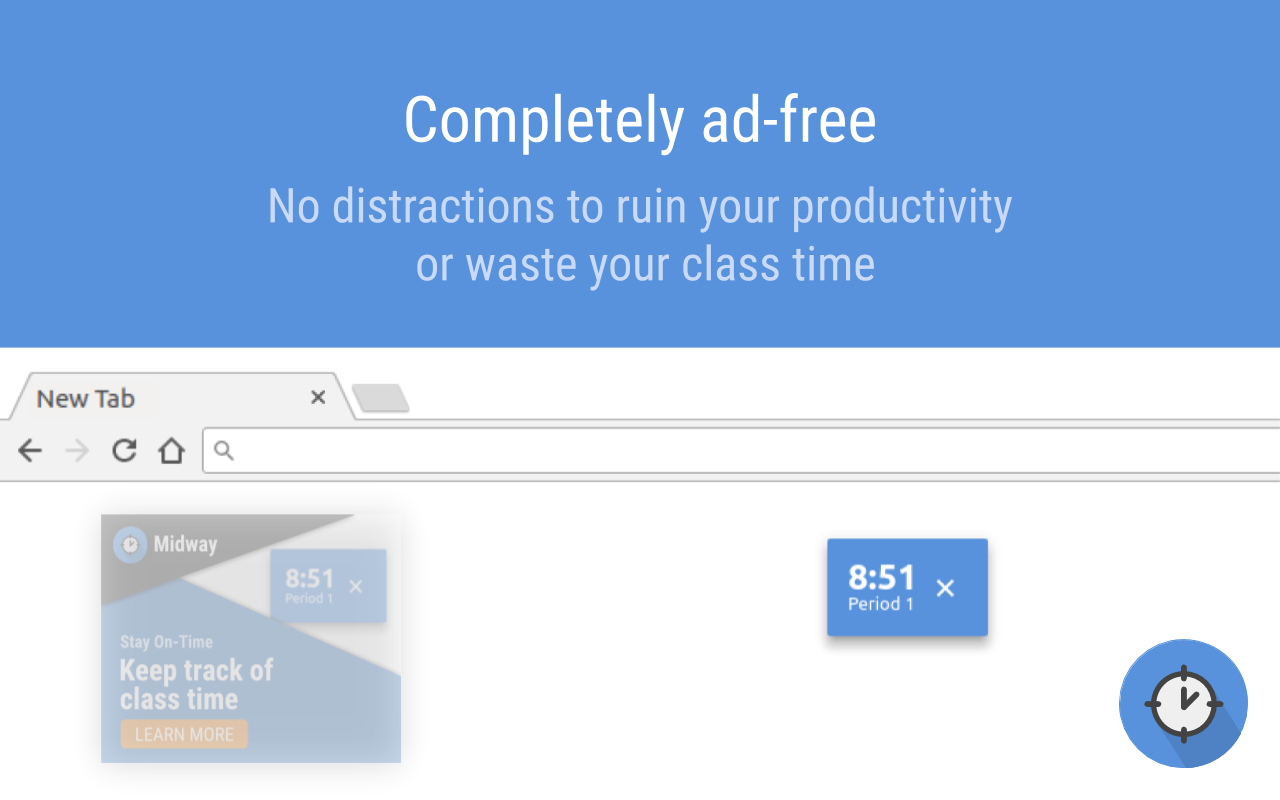 Completely ad-free
No distractions to ruin your productivity
or waste your class time
New Tab
Midway
8:51
Period 1
Stay On-Time
Keep track of
class time
LEARN MORE
8:51
Period 1